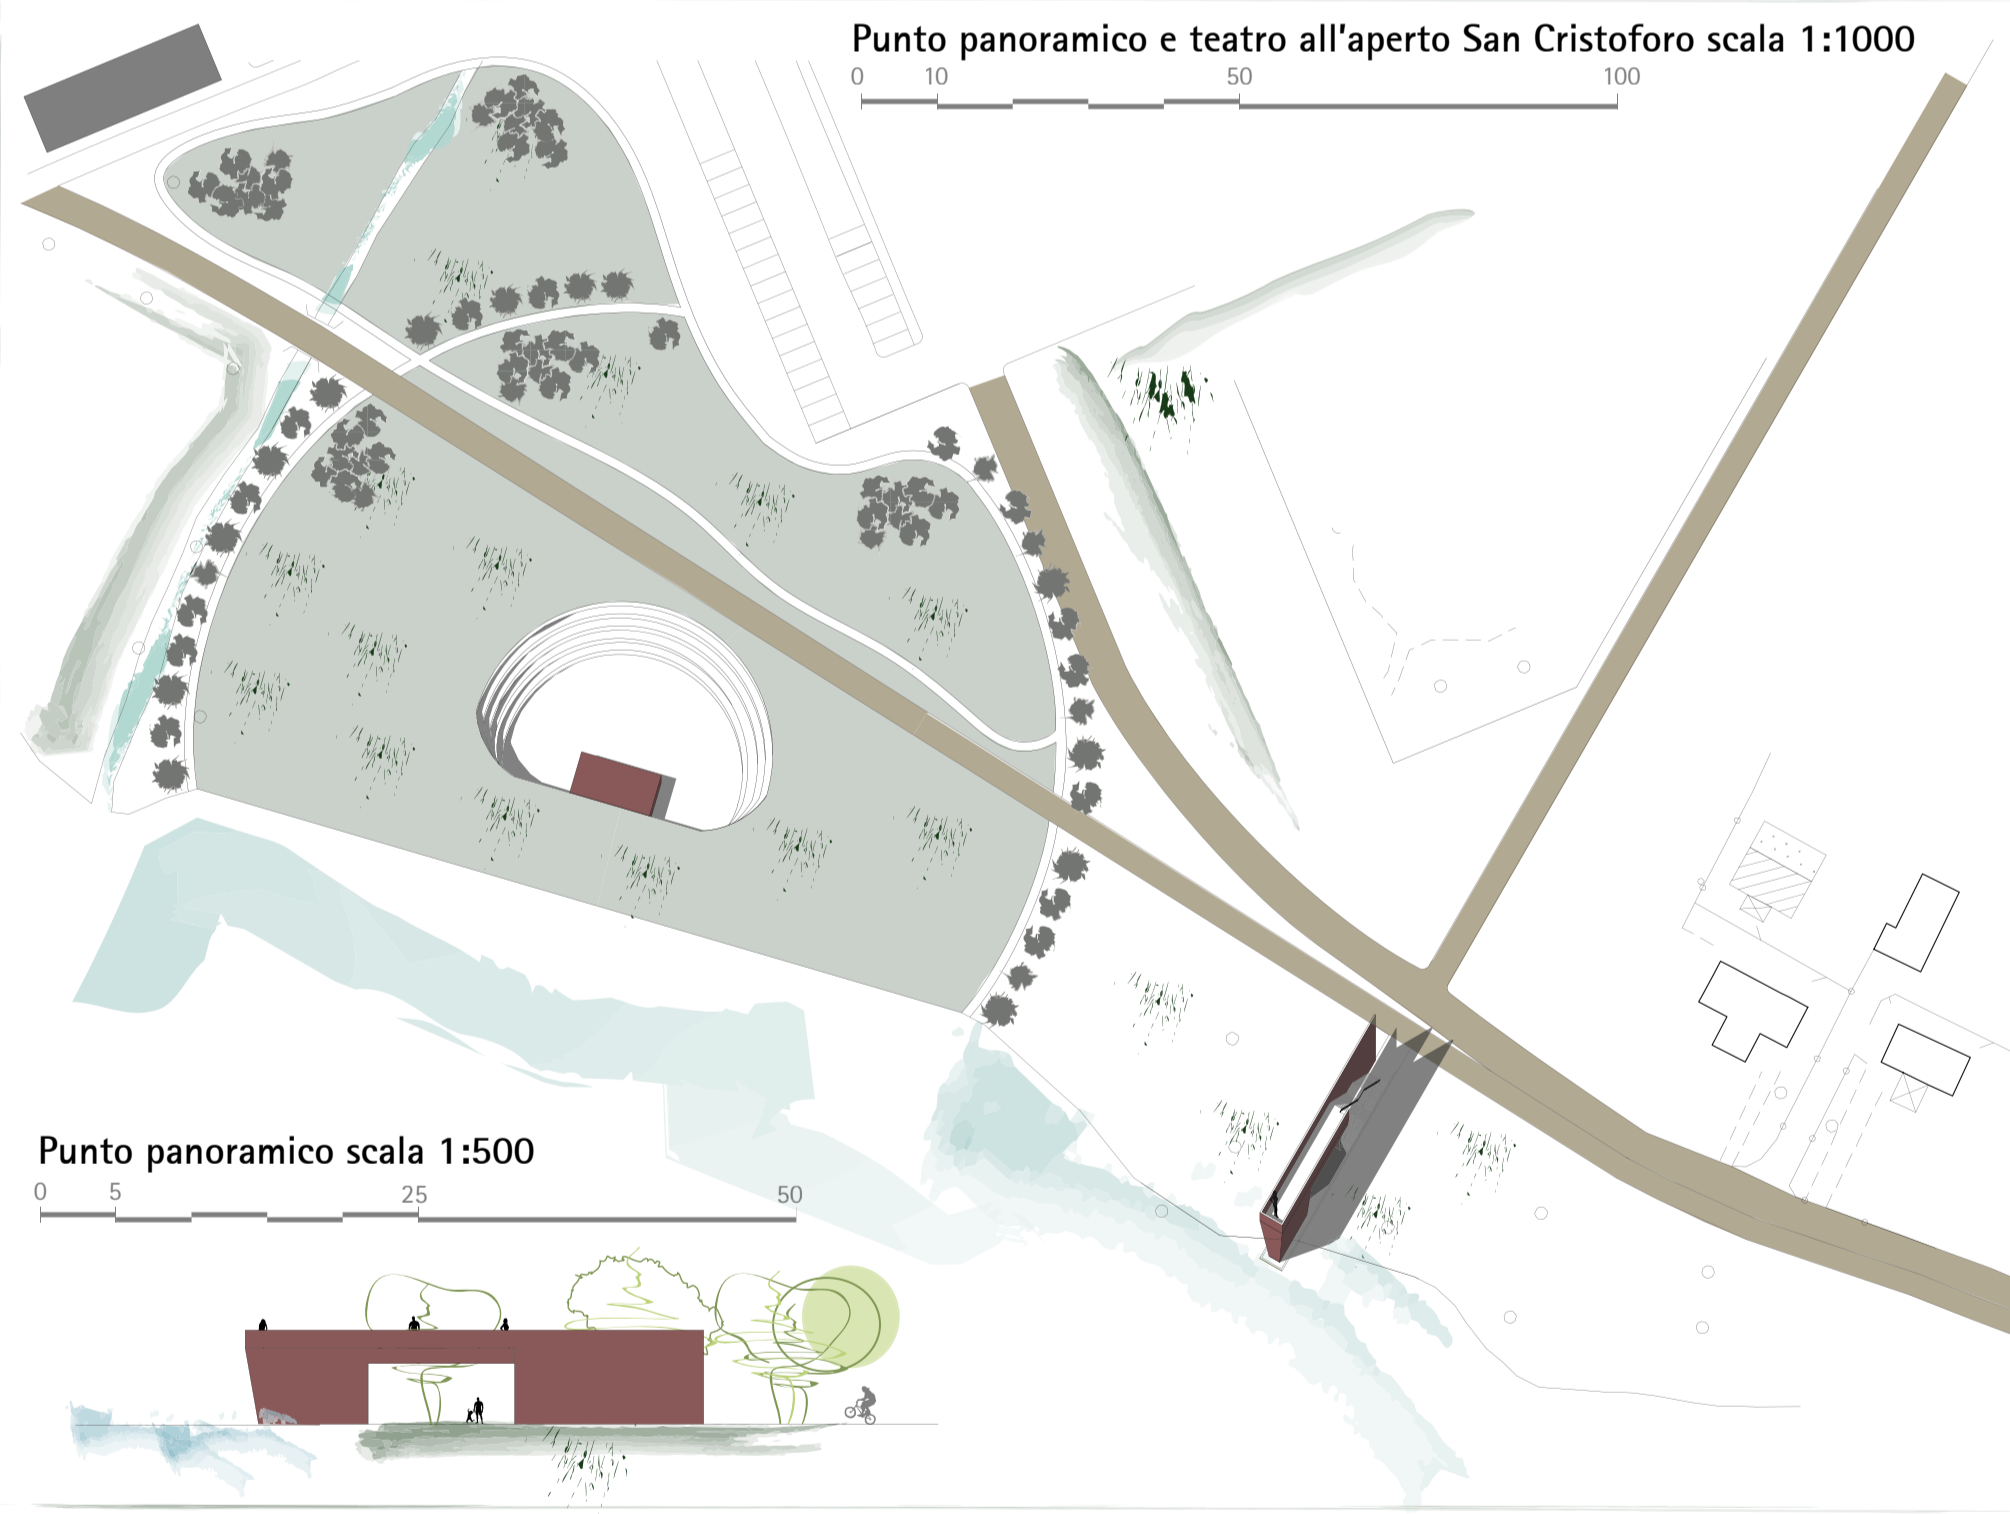 Punto panoramico e teatro all'aperto San Cristoforo scala 1:1000
0 10 50 100
Punto panoramico scala 1:500
0 5 25 50